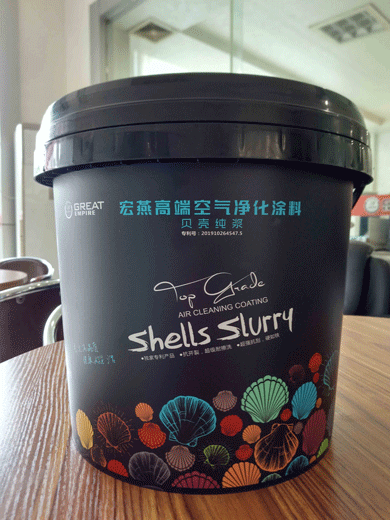 GREAT
EMPIRE
宏燕高端空气净化涂料
贝壳纯浆
专利号：201910264547.5
Top Grade
AIR CLEANING COATING
Shells Slurry